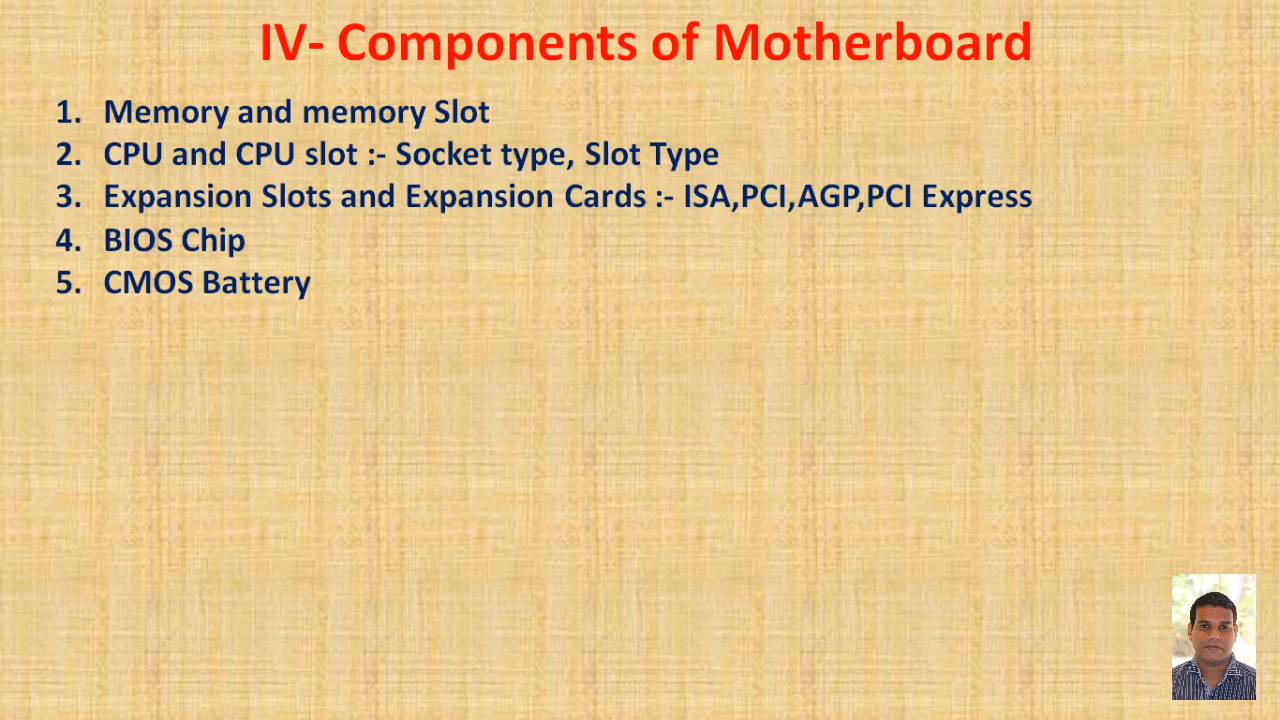 IV- Components of Motherboard
1. Memory and memory Slot
2. CPU and CPU slot :- Socket type, Slot Type
3. Expansion Slots and Expansion Cards :- ISA,PCI,AGP,PCI Express
4. BIOS Chip
5. CMOS Battery